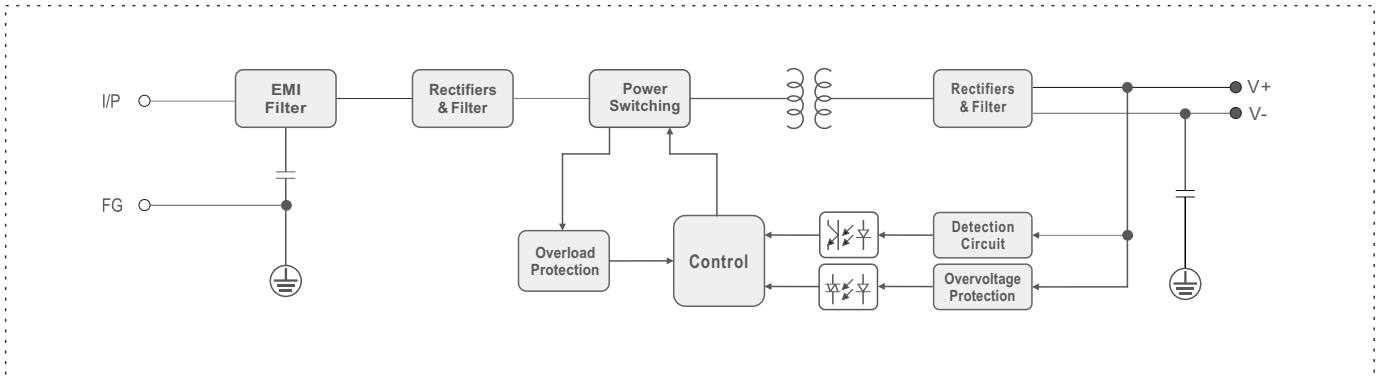 I/P
EMI
Filter
Rectifiers
& Filter
Power
Switching
Rectifiers
& Filter
V+
V-
FG
Overload
Protection
Control
Detection
Circuit
Overvoltage
Protection